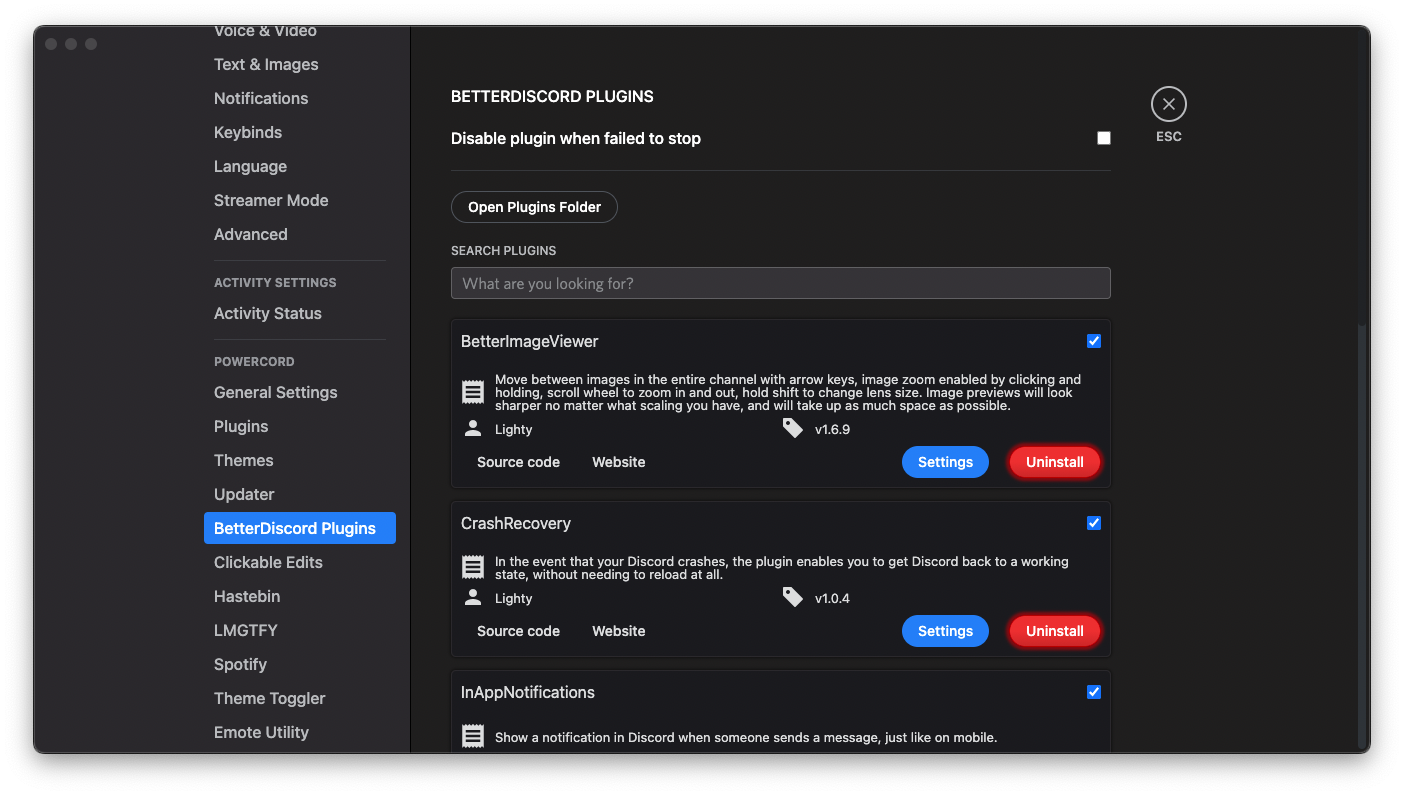 Voice & Video
Text & Images
Notifications
Keybinds
Language
Streamer Mode
Advanced
ACTIVITY SETTINGS
Activity Status
POWERCORD
General Settings
Plugins
Themes
Updater
BetterDiscord Plugins
Clickable Edits
Hastebin
LMGTFY
Spotify
Theme Toggler
Emote Utility
BETTERDISCORD PLUGINS
Disable plugin when failed to stop
ESC
Open Plugins Folder
SEARCH PLUGINS
What are you looking for?
BetterImageViewer
Move between images in the entire channel with arrow keys, image zoom enabled by clicking and
holding, scroll wheel to zoom in and out, hold shift to change lens size. Image previews will look
sharper no matter what scaling you have, and will take up as much space as possible.
Lighty v1.6.9
Source code Website Settings Uninstall
CrashRecovery
In the event that your Discord crashes, the plugin enables you to get Discord back to a working
state, without needing to reload at all.
Lighty v1.0.4
Source code Website Settings Uninstall
InAppNotifications
Show a notification in Discord when someone sends a message, just like on mobile.